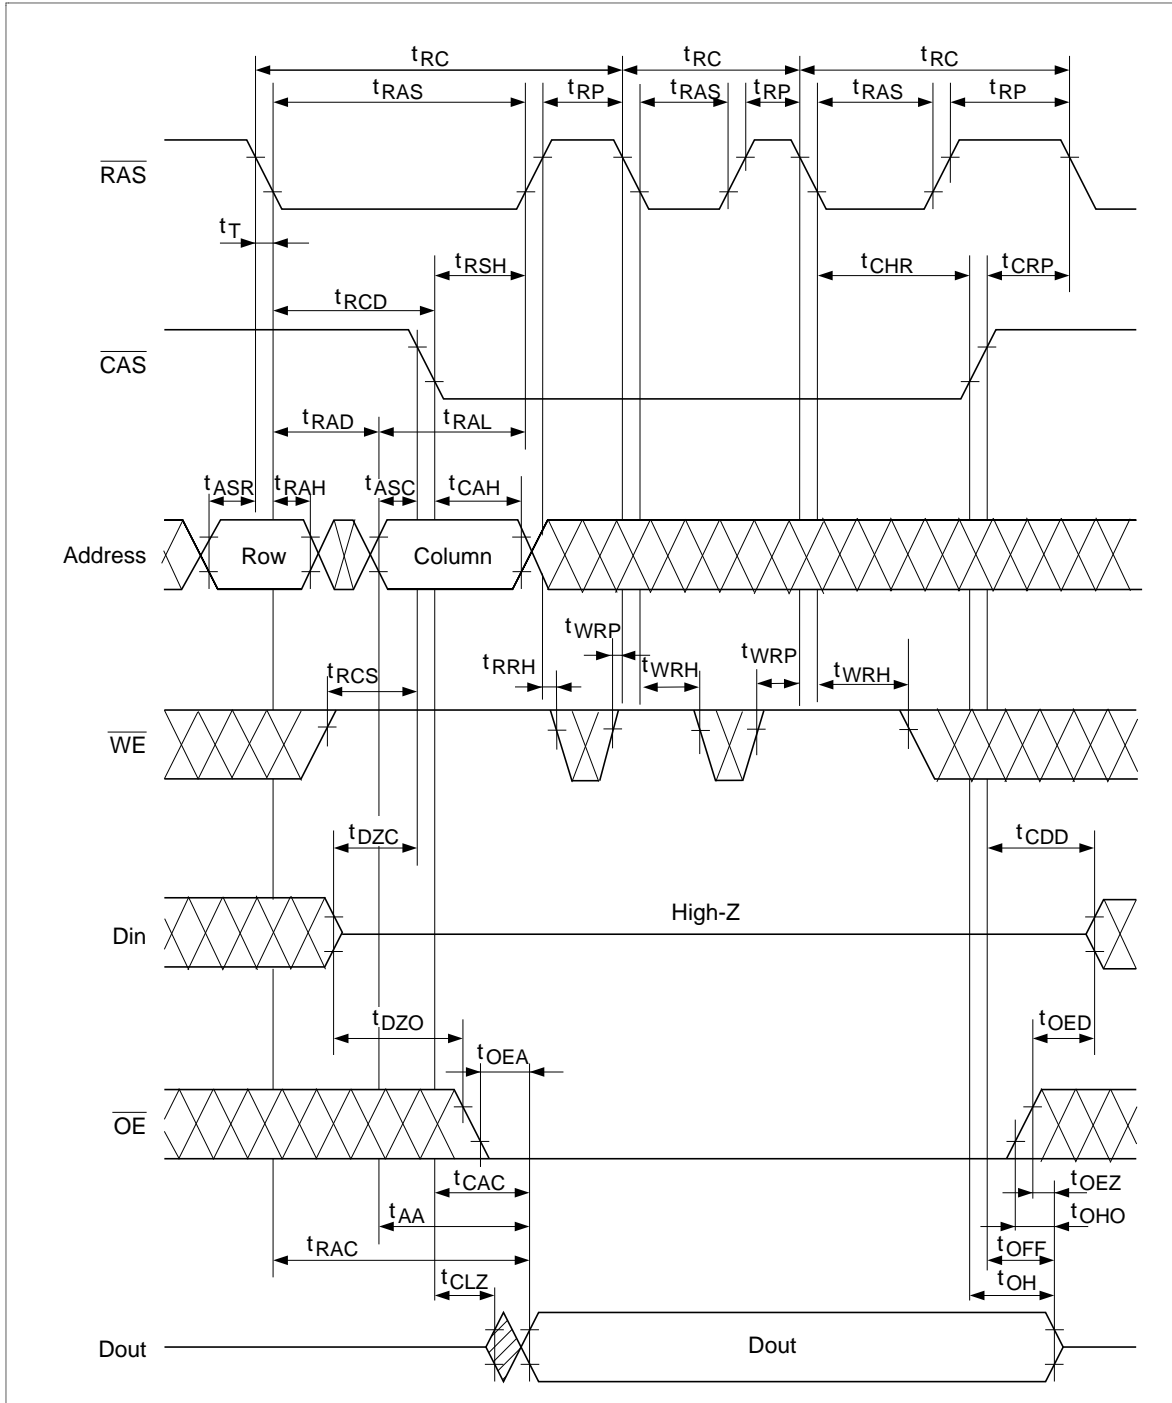 tRC tRC tRC
tRAS tRP tRAS tRP tRAS tRP
RAS
tT
tRSH tCHR tCRP
tRCD
CAS
tRAD tRAL
tASR tRAH tASC tCAH
Address Row Column
tWRP
tRRH tWRH tWRP tWRH
tRCS
WE
tDZC tCDD
High-Z
Din
tDZO tOED
tOEA
OE
tCAC tOEZ
tAA tOHO
tRAC tOFF
tCLZ tOH
Dout Dout